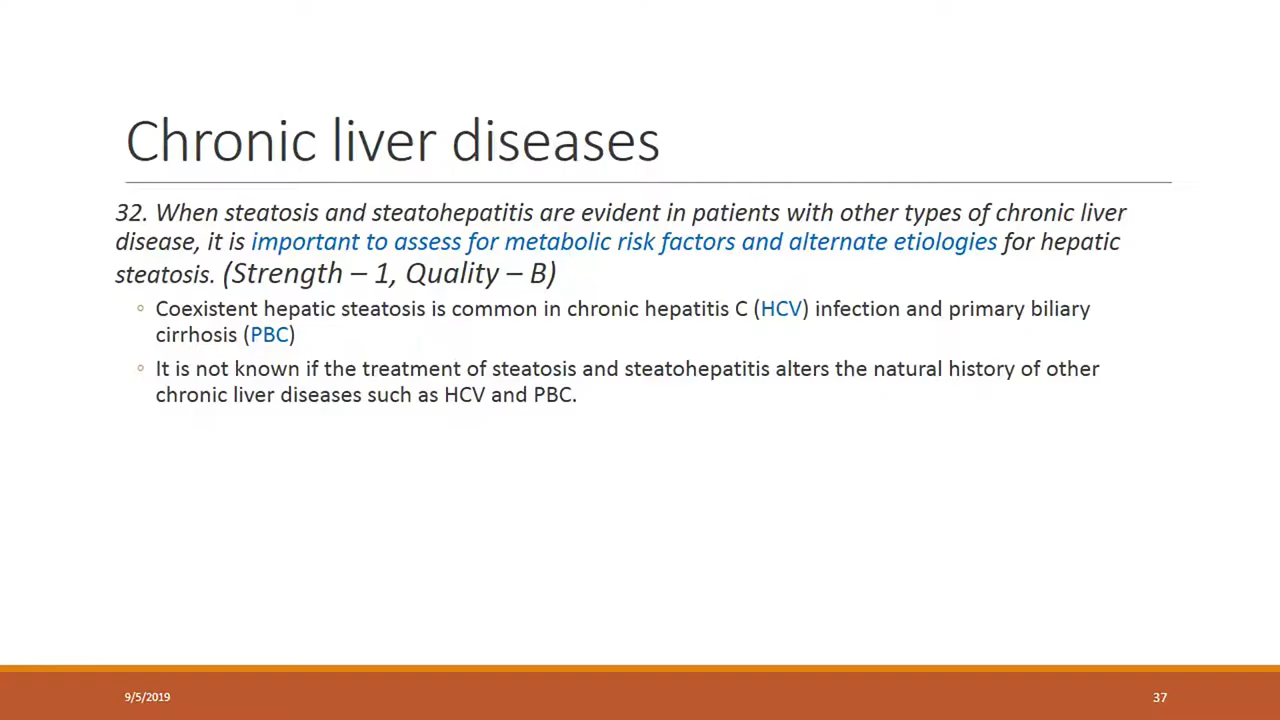 Chronic liver diseases
32. When steatosis and steatohepatitis are evident in patients with other types of chronic liver
disease, it is important to assess for metabolic risk factors and alternate etiologies for hepatic
steatosis. (Strength – 1, Quality – B)
◦ Coexistent hepatic steatosis is common in chronic hepatitis C (HCV) infection and primary biliary
cirrhosis (PBC)
◦ It is not known if the treatment of steatosis and steatohepatitis alters the natural history of other
chronic liver diseases such as HCV and PBC.
9/5/2019
37